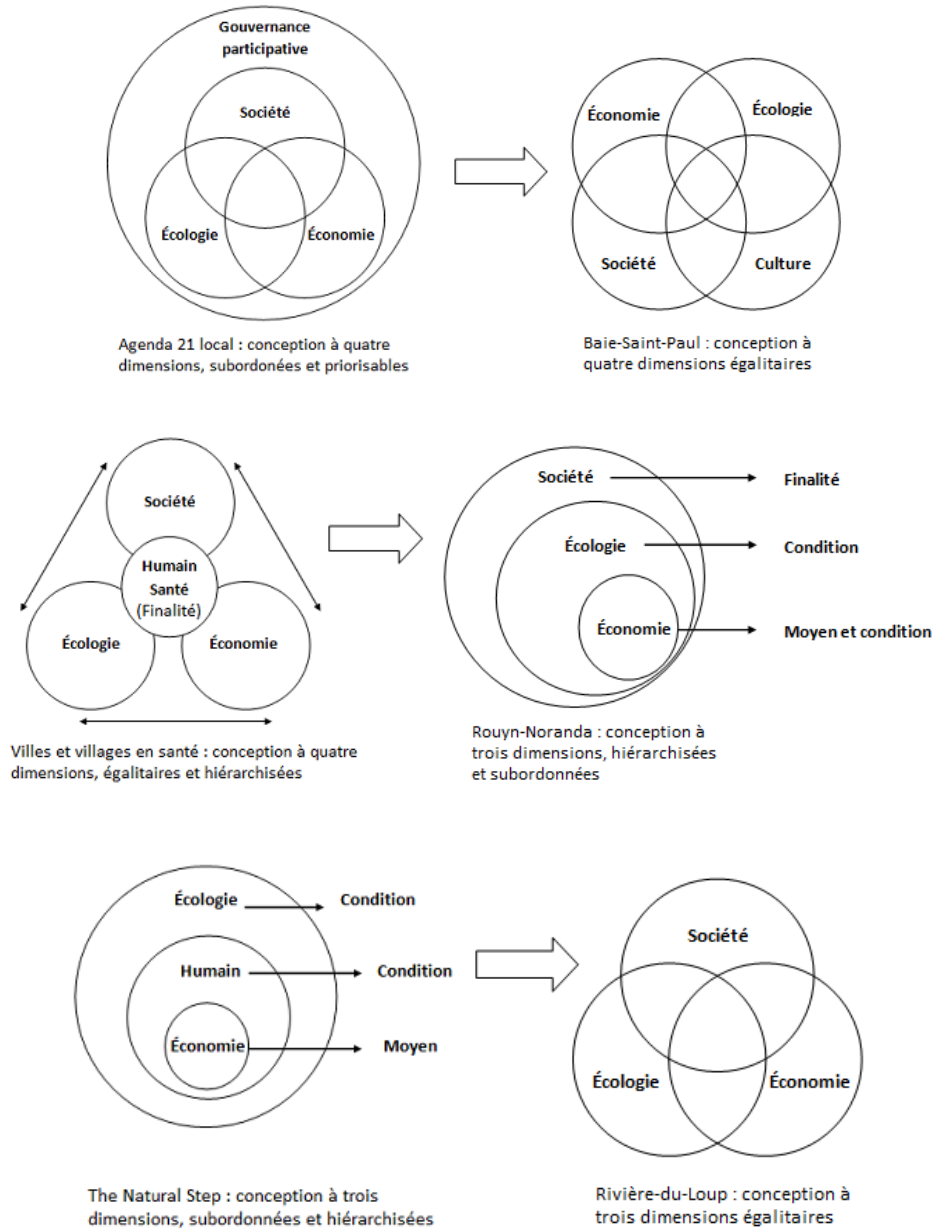 Gouvernance
participative
Société
Écologie
Économie
Agenda 21 local : conception à quatre
dimensions, subordonées et priorisables
Économie
Écologie
Société
Culture
Baie-Saint-Paul : conception à
quatre dimensions égalitaires
Société
Humain
Santé
(Finalité)
Écologie
Économie
Villes et villages en santé : conception à quatre
dimensions, égalitaires et hiérarchisées
Société
Finalité
Écologie
Condition
Économie
Moyen et condition
Rouyn-Noranda : conception à
trois dimensions, hiérarchisées
et subordonnées
Écologie
Condition
Humain
Condition
Économie
Moyen
The Natural Step : conception à trois
dimensions, subordonnées et hiérarchisées
Société
Écologie
Économie
Rivière-du-Loup : conception à
trois dimensions égalitaires